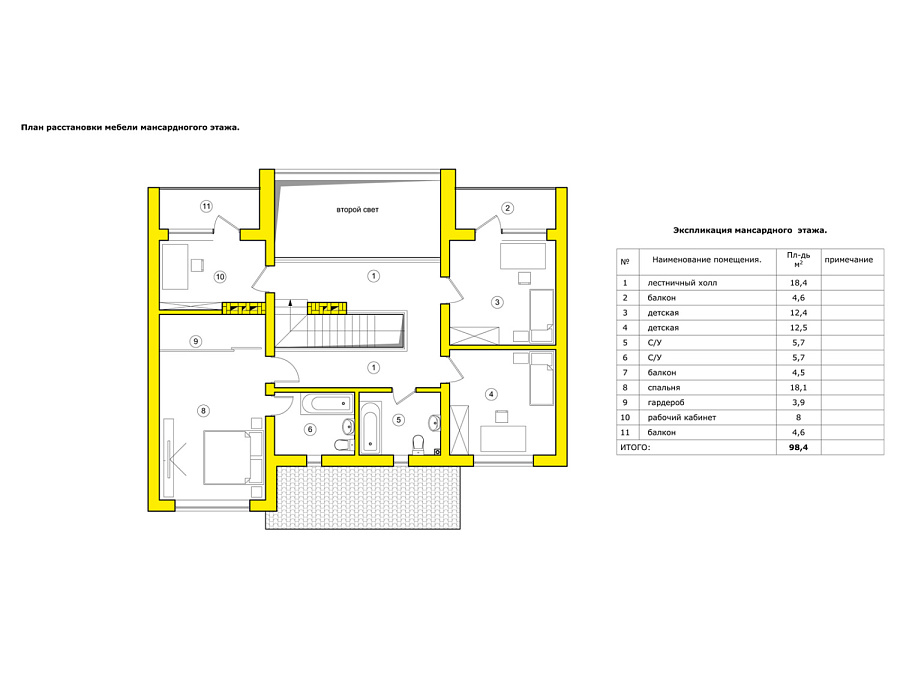 План расстановки мебели мансардногого этажа.
11
2
второй свет
10
1
3
9
1
8
4
5
6
Экспликация мансардного этажа.
№ Наименование помещения. Пл-дь м² примечание
1 лестничный холл 18,4
2 балкон 4,6
3 детская 12,4
4 детская 12,5
5 С/У 5,7
6 С/У 5,7
7 балкон 4,5
8 спальня 18,1
9 гардероб 3,9
10 рабочий кабинет 8
11 балкон 4,6
ИТОГО: 98,4